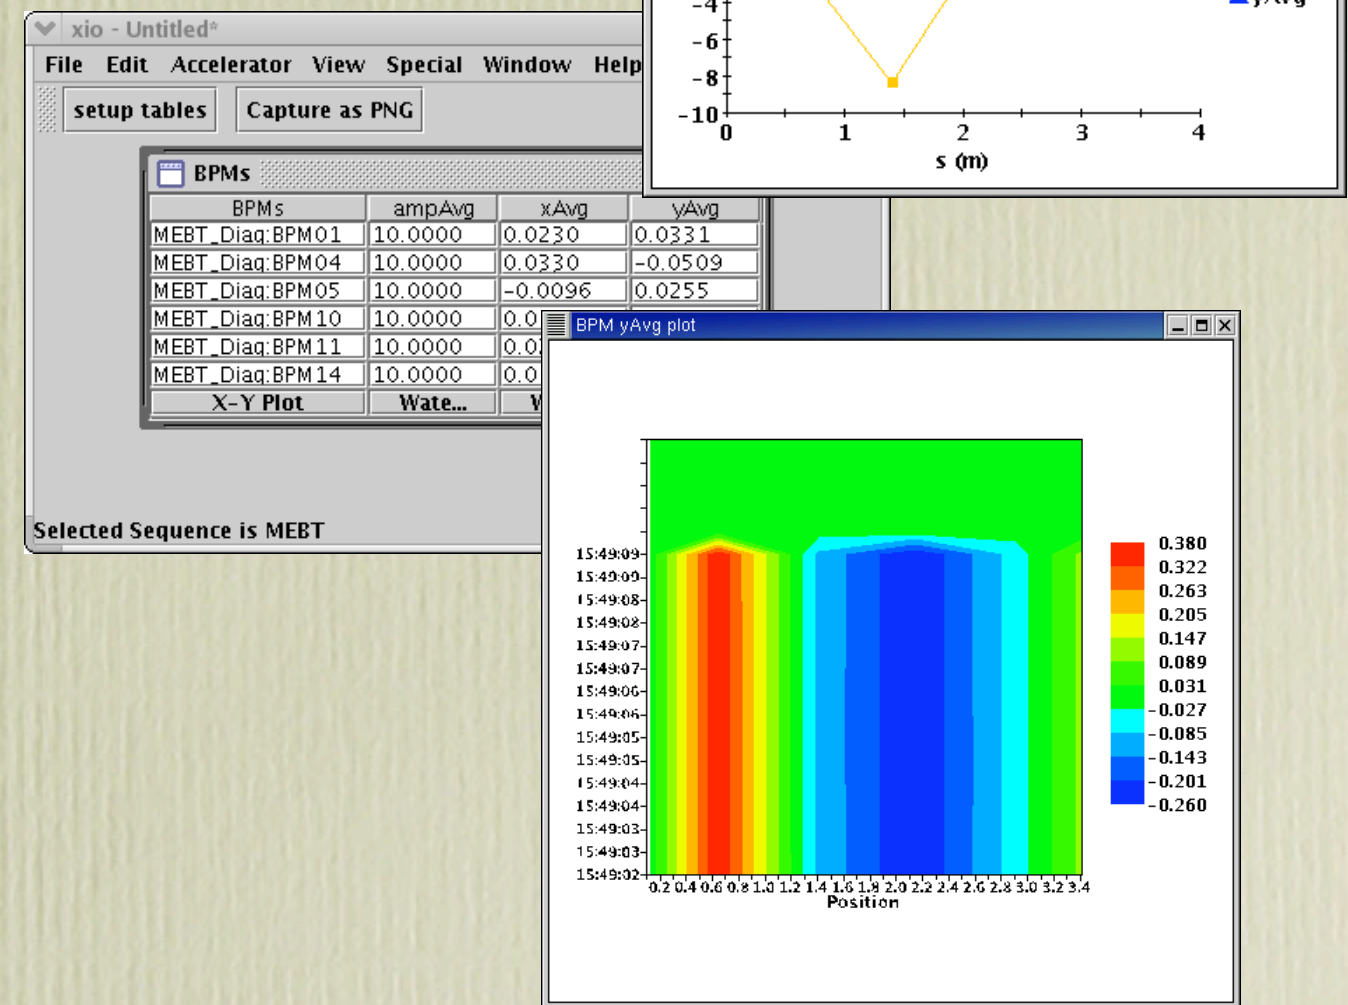 -4
yAvg
-6
-8
-10
0 1 2 3 4
s (m)
xio - Untitled*
File Edit Accelerator View Special Window Help
setup tables Capture as PNG
BPMs
BPMs ampAvg xAvg yAvg
MEBT_Diag:BPM01 10.0000 0.0230 0.0331
MEBT_Diag:BPM04 10.0000 0.0330 -0.0509
MEBT_Diag:BPM05 10.0000 -0.0096 0.0255
MEBT_Diag:BPM10 10.0000 0.0
MEBT_Diag:BPM11 10.0000 0.0
MEBT_Diag:BPM14 10.0000 0.0
X-Y Plot Wate...
Selected Sequence is MEBT
BPM yAvg plot
15:49:09
15:49:09
15:49:08
15:49:08
15:49:07
15:49:07
15:49:06
15:49:06
15:49:05
15:49:05
15:49:04
15:49:04
15:49:03
15:49:03
15:49:02
0.2 0.4 0.6 0.8 1.0 1.2 1.4 1.6 1.8 2.0 2.2 2.4 2.6 2.8 3.0 3.2 3.4
Position
0.380
0.322
0.263
0.205
0.147
0.089
0.031
-0.027
-0.085
-0.143
-0.201
-0.260